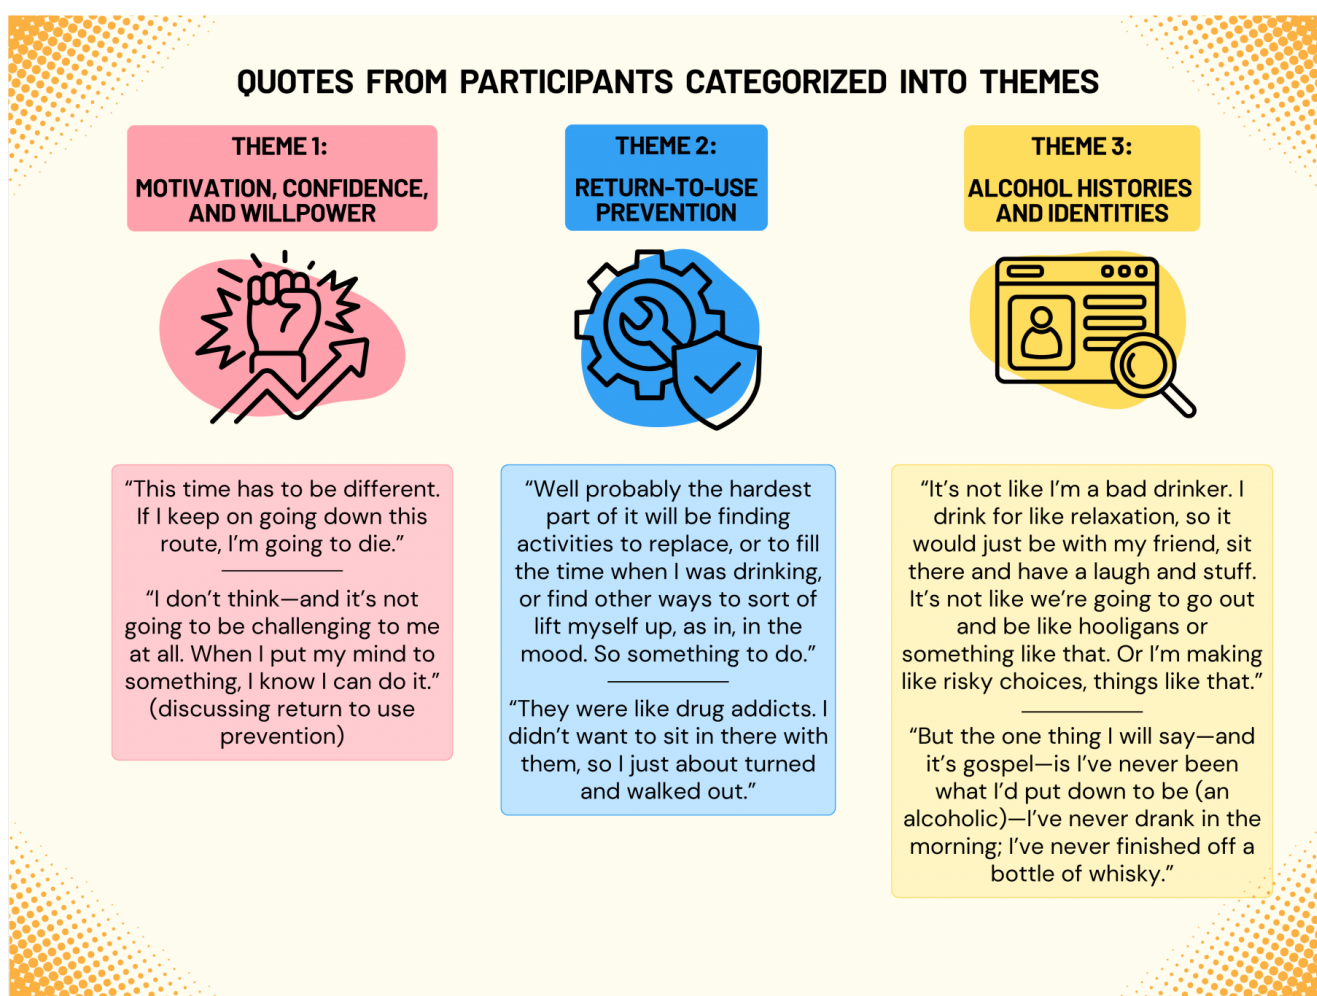 QUOTES FROM PARTICIPANTS CATEGORIZED INTO THEMES
THEME 1:
MOTIVATION, CONFIDENCE,
AND WILLPOWER
“This time has to be different.
If I keep on going down this
route, I’m going to die.”
“I don’t think—and it’s not
going to be challenging to me
at all. When I put my mind to
something, I know I can do it.”
(discussing return to use
prevention)
THEME 2:
RETURN-TO-USE
PREVENTION
“Well probably the hardest
part of it will be finding
activities to replace, or to fill
the time when I was drinking,
or find other ways to sort of
lift myself up, as in, in the
mood. So something to do.”
“They were like drug addicts. I
didn’t want to sit in there with
them, so I just about turned
and walked out.”
THEME 3:
ALCOHOL HISTORIES
AND IDENTITIES
“It’s not like I’m a bad drinker. I
drink for like relaxation, so it
would just be with my friend, sit
there and have a laugh and stuff.
It’s not like we’re going to go out
and be like hooligans or
something like that. Or I’m making
like risky choices, things like that.”
“But the one thing I will say—and
it’s gospel—is I’ve never been
what I’d put down to be (an
alcoholic)—I’ve never drank in the
morning; I’ve never finished off a
bottle of whisky.”